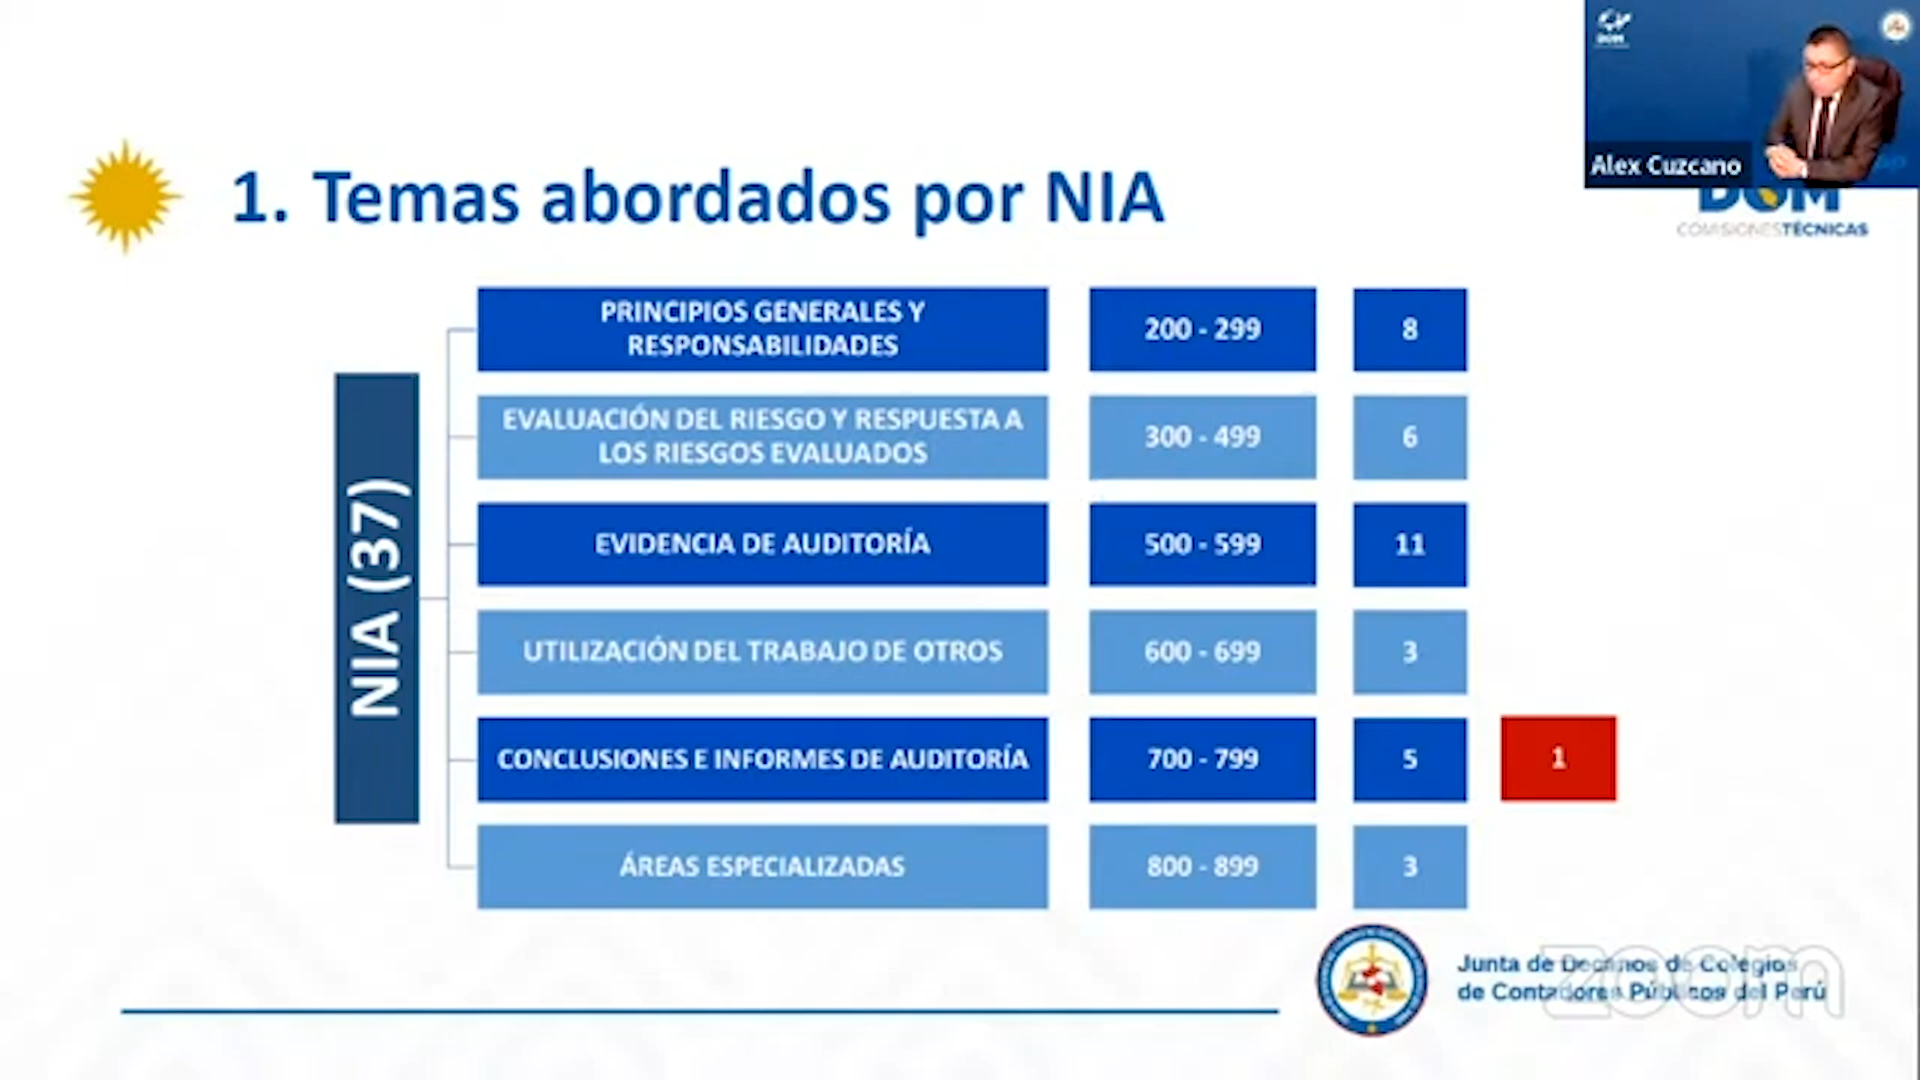 Alex Cuzcano
DOM
COMISIONESTÉCNICAS
1. Temas abordados por NIA
NIA (37)
PRINCIPIOS GENERALES Y
RESPONSABILIDADES
200 - 299
8
EVALUACIÓN DEL RIESGO Y RESPUESTA A
LOS RIESGOS EVALUADOS
300 - 499
6
EVIDENCIA DE AUDITORÍA
500 - 599
11
UTILIZACIÓN DEL TRABAJO DE OTROS
600 - 699
3
CONCLUSIONES E INFORMES DE AUDITORÍA
700 - 799
5
1
ÁREAS ESPECIALIZADAS
800 - 899
3
Junta de Decanos de Colegios
de Contadores Públicos del Perú
zoom